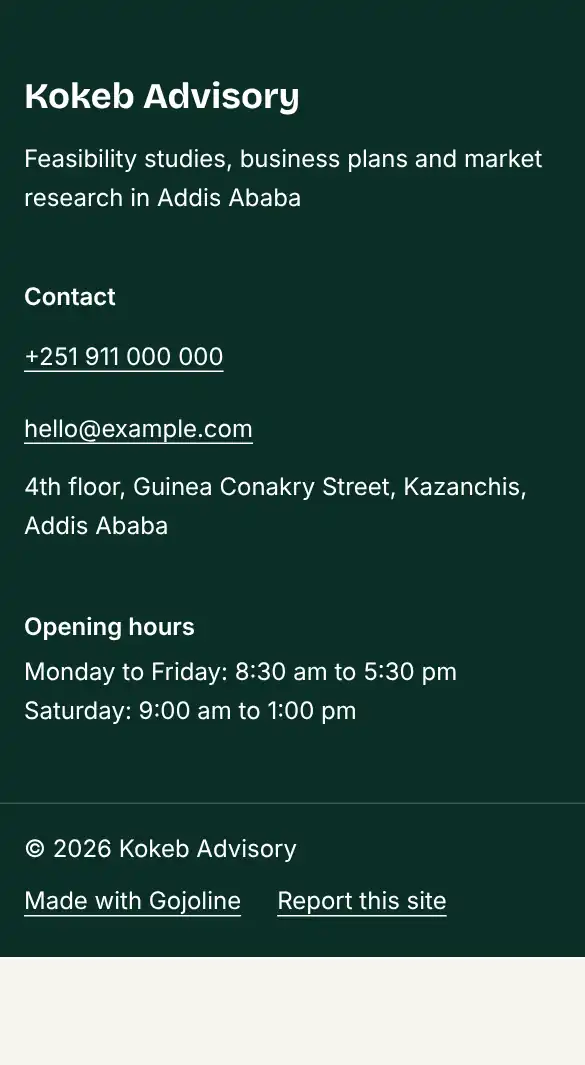 Kokeb Advisory
Feasibility studies, business plans and market
research in Addis Ababa
Contact
+251 911 000 000
hello@example.com
4th floor, Guinea Conakry Street, Kazanchis,
Addis Ababa
Opening hours
Monday to Friday: 8:30 am to 5:30 pm
Saturday: 9:00 am to 1:00 pm
© 2026 Kokeb Advisory
Made with Gojoline Report this site